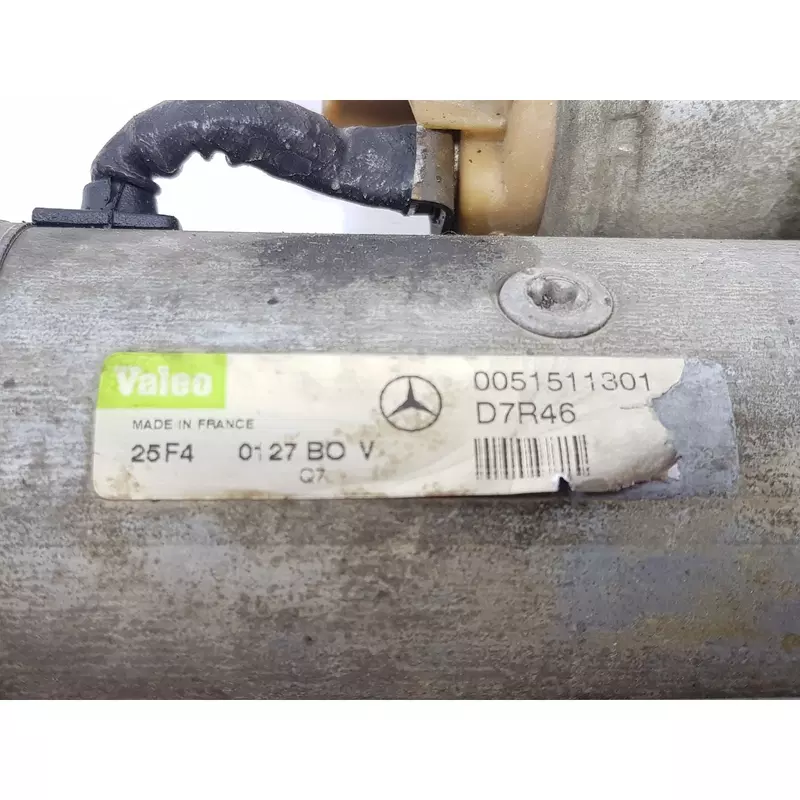 Valeo
MADE IN FRANCE
25F4 0127 BO V
Q7
0051511301
D7R46